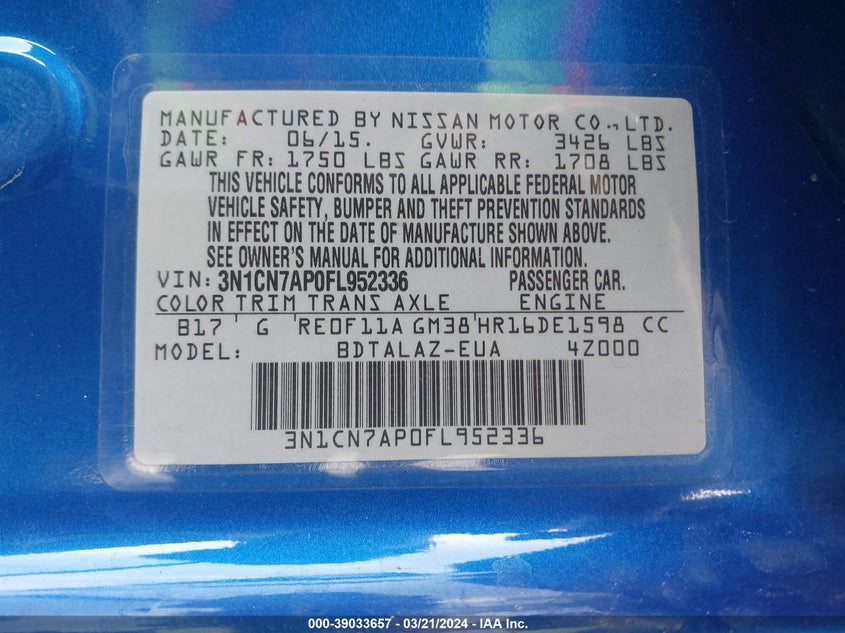 MANUFACTURED BY NISSAN MOTOR CO., LTD.
DATE: 06/15. GVWR: 3426 LBS
GAWR FR: 1750 LBS GAWR RR: 1708 LBS
THIS VEHICLE CONFORMS TO ALL APPLICABLE FEDERAL MOTOR
VEHICLE SAFETY, BUMPER AND THEFT PREVENTION STANDARDS
IN EFFECT ON THE DATE OF MANUFACTURE SHOWN ABOVE.
SEE OWNER'S MANUAL FOR ADDITIONAL INFORMATION.
VIN: 3N1CN7AP0FL952336 PASSENGER CAR.
COLOR TRIM TRANS AXLE ENGINE
B17 G RE0F11A GM38 HR16DE1598 CC
MODEL: BDTALAZ-EUA 4Z000
3N1CN7AP0FL952336
000-39033657 - 03/21/2024 - IAA Inc.